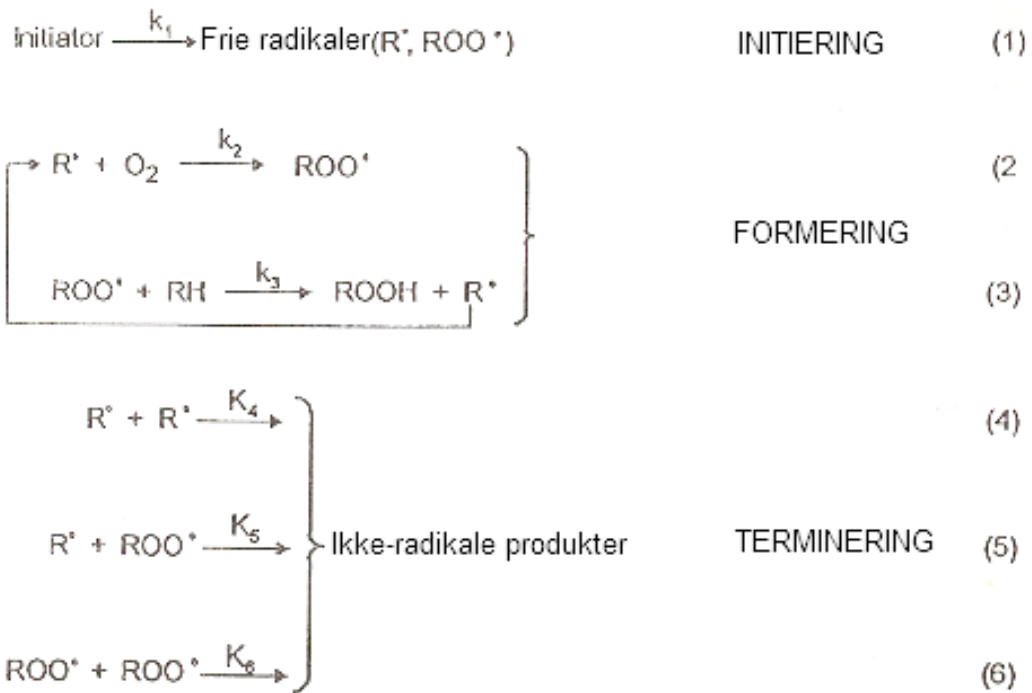 Initiator k₁ → Frie radikaler(R•, ROO •) INITIERING (1)
R• + O₂ k₂ → ROO• (2
FORMERING
ROO• + RH k₃ → ROOH + R• (3)
R• + R• K₄ → (4)
R• + ROO• K₅ → Ikke-radikale produkter TERMINERING (5)
ROO• + ROO• K₆ → (6)